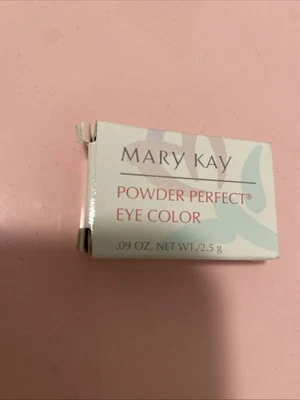 MARY KAY
POWDER PERFECT®
EYE COLOR
.09 OZ. NET WT./2.5 g